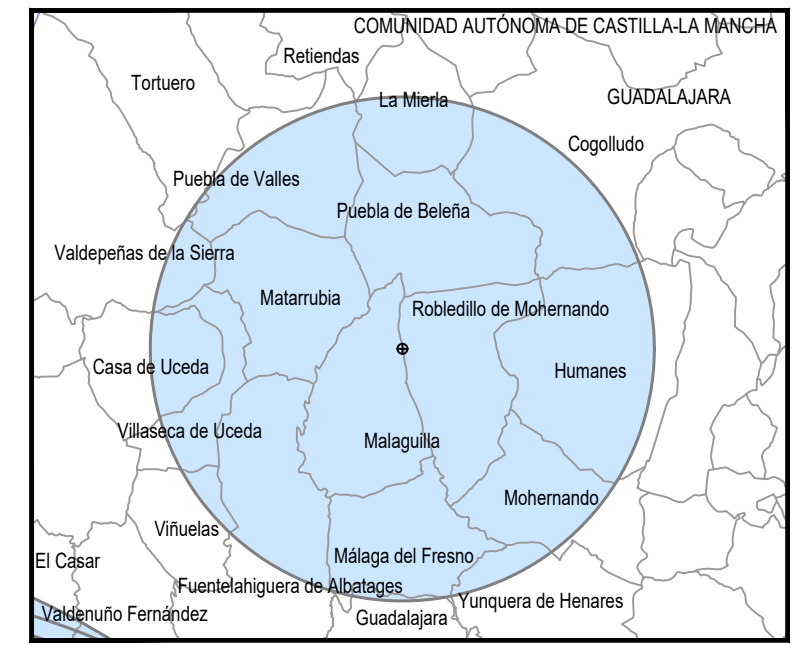 COMUNIDAD AUTÓNOMA DE CASTILLA-LA MANCHA
Retiendas
Tortuero
La Mierla
GUADALAJARA
Cogolludo
Puebla de Valles
Puebla de Beleña
Valdepeñas de la Sierra
Matarrubia
Robledillo de Mohernando
Casa de Uceda
Humanes
Villaseca de Uceda
Malaguilla
Mohernando
Viñuelas
Málaga del Fresno
El Casar
Fuentelahiguera de Albatages
Yunquera de Henares
Valdenuño Fernández
Guadalajara